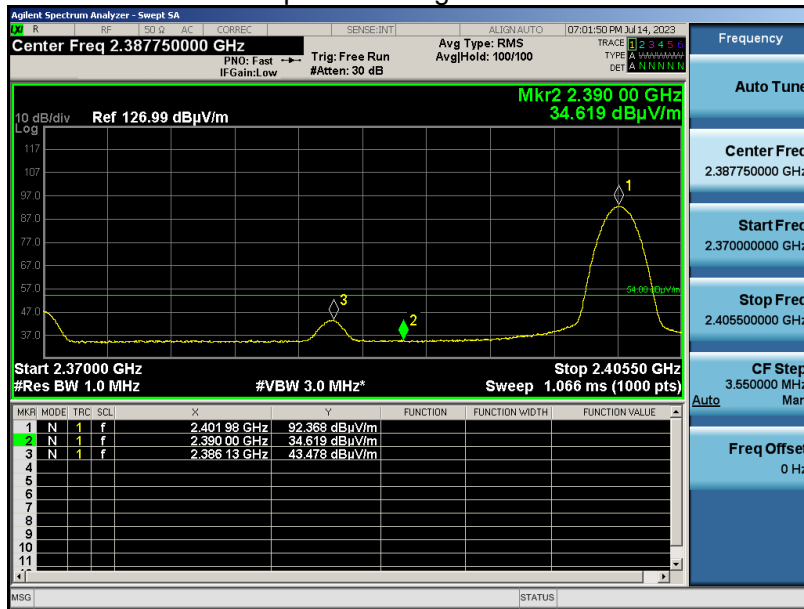 Agilent Spectrum Analyzer - Swept SA
LXI R RF 50 Ω AC CORREC SENSE:INT ALIGN AUTO 07:01:50 PM Jul 14, 2023
Center Freq 2.387750000 GHz
PNO: Fast
IFGain:Low
Trig: Free Run
#Atten: 30 dB
Avg Type: RMS
Avg|Hold: 100/100
TRACE 1 2 3 4 5 6
TYPE A
DET A N N N N N
Mkr2 2.390 00 GHz
34.619 dBµV/m
10 dB/div Ref 126.99 dBµV/m
Log
117
107
97.0
87.0
77.0
67.0
57.0
47.0
37.0
1
54.00 dBµV/m
3
2
Start 2.37000 GHz Stop 2.40550 GHz
#Res BW 1.0 MHz #VBW 3.0 MHz* Sweep 1.066 ms (1000 pts)
MKR MODE TRC SCL X Y FUNCTION FUNCTION WIDTH FUNCTION VALUE
1 N 1 f 2.401 98 GHz 92.368 dBµV/m
2 N 1 f 2.390 00 GHz 34.619 dBµV/m
3 N 1 f 2.386 13 GHz 43.478 dBµV/m
4
5
6
7
8
9
10
11
MSG STATUS
Frequency
Auto Tune
Center Freq
2.387750000 GHz
Start Freq
2.370000000 GHz
Stop Freq
2.405500000 GHz
CF Step
3.550000 MHz
Auto Man
Freq Offset
0 Hz